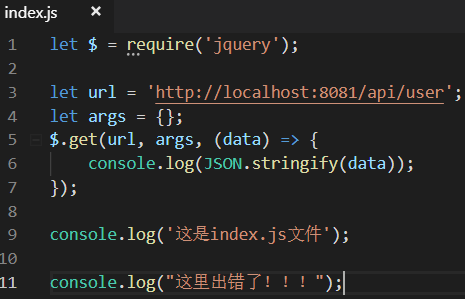 index.js ×
1 let $ = require('jquery');
2
3 let url = 'http://localhost:8081/api/user';
4 let args = {};
5 $.get(url, args, (data) => {
6     console.log(JSON.stringify(data));
7 });
8
9 console.log('这是index.js文件');
10
11 console.log("这里出错了！！！");